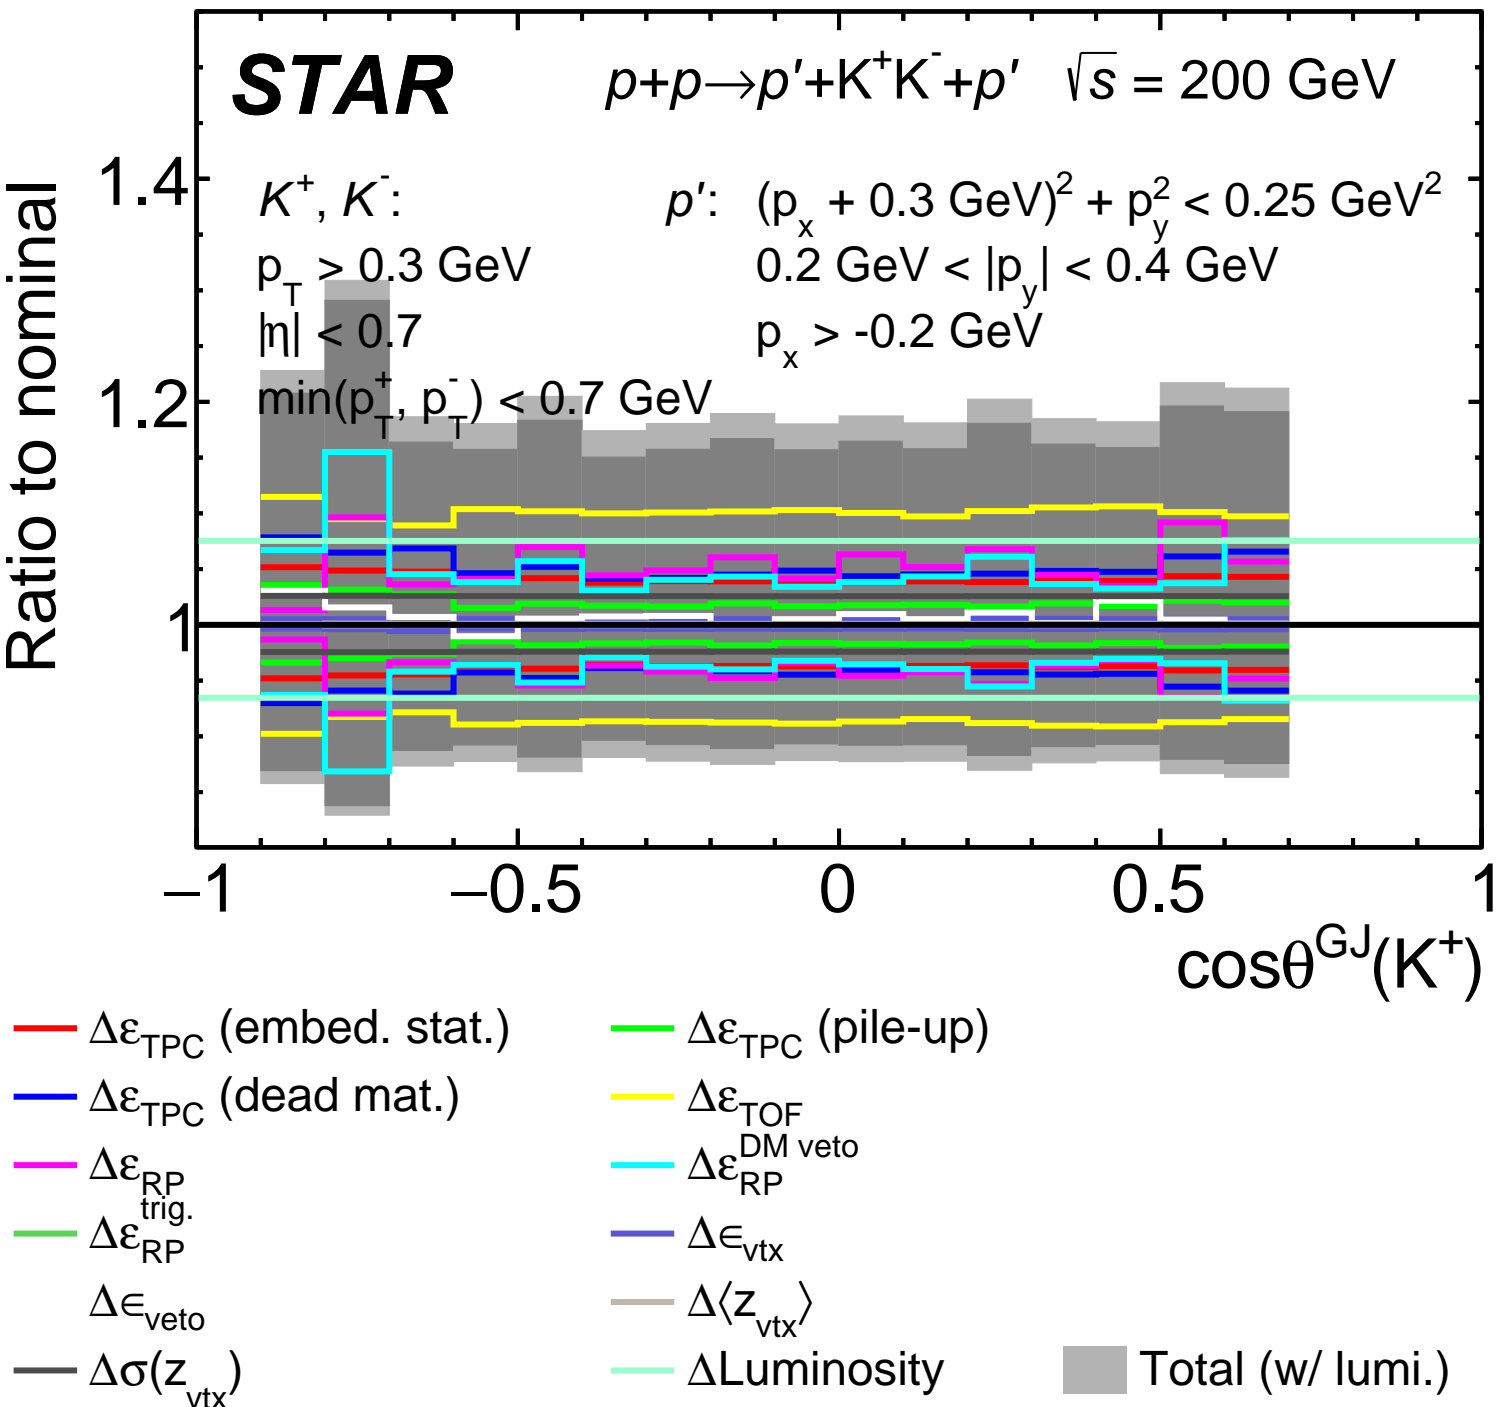 STAR p+p→p′+K⁺K⁻+p′ √s = 200 GeV
K⁺, K⁻: p′: (pₓ + 0.3 GeV)² + p_y² < 0.25 GeV²
p_T > 0.3 GeV 0.2 GeV < |p_y| < 0.4 GeV
|η| < 0.7 pₓ > -0.2 GeV
min(p_T⁺, p_T⁻) < 0.7 GeV
Ratio to nominal
1.4
1.2
1
−1 −0.5 0 0.5 1
cosθ^GJ(K⁺)
Δε_TPC (embed. stat.) Δε_TPC (pile-up)
Δε_TPC (dead mat.) Δε_TOF
Δε_RP Δε_RP^DM veto
Δε_RP^trig. Δϵ_vtx
Δϵ_veto Δ⟨z_vtx⟩
Δσ(z_vtx) ΔLuminosity Total (w/ lumi.)